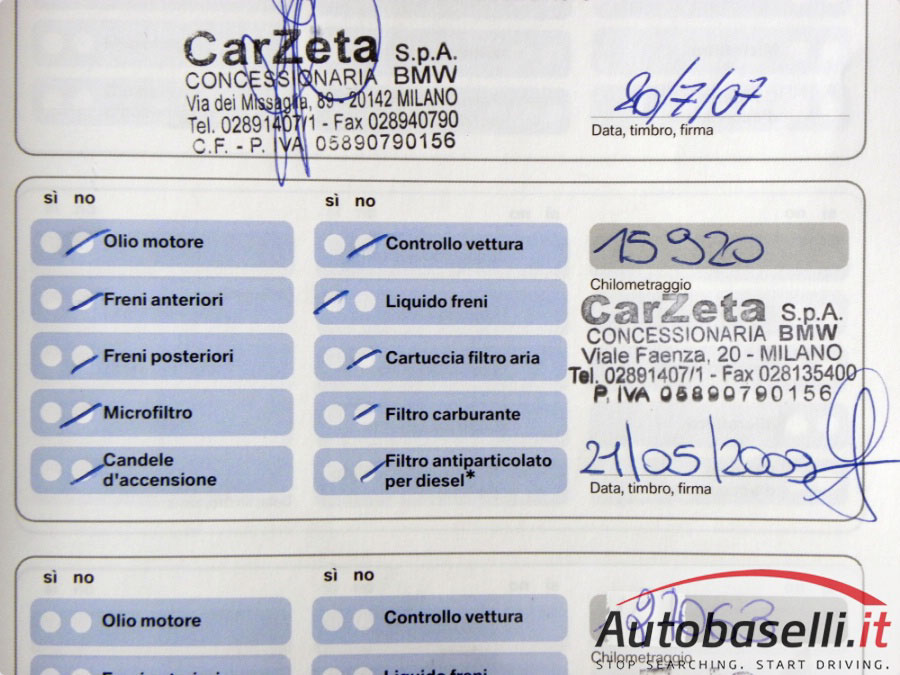 CarZeta S.p.A.
CONCESSIONARIA BMW
Via dei Missaglia, 89 - 20142 MILANO
Tel. 02891407/1 - Fax 028940790
C.F. - P. IVA 05890790156
20/7/07
Data, timbro, firma
sì no
Olio motore
Freni anteriori
Freni posteriori
Microfiltro
Candele
d'accensione
sì no
Controllo vettura
Liquido freni
Cartuccia filtro aria
Filtro carburante
Filtro antiparticolato
per diesel*
15920
Chilometraggio
CarZeta S.p.A.
CONCESSIONARIA BMW
Viale Faenza, 20 - MILANO
Tel. 02891407/1 - Fax 028135400
P. IVA 05890790156
21/05/2009
Data, timbro, firma
sì no
Olio motore
sì no
Controllo vettura
Liquido freni
Chilometraggio
Autobaselli.it
STOP SEARCHING. START DRIVING.